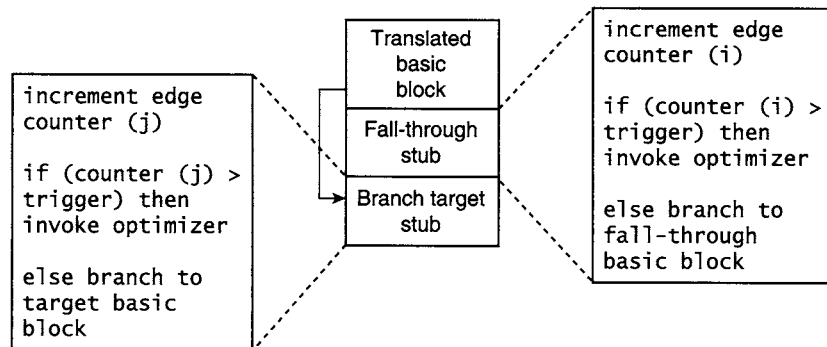 increment edge
counter (j)
if (counter (j) >
trigger) then
invoke optimizer
else branch to
target basic
block
Translated
basic
block
Fall-through
stub
Branch target
stub
increment edge
counter (i)
if (counter (i) >
trigger) then
invoke optimizer
else branch to
fall-through
basic block